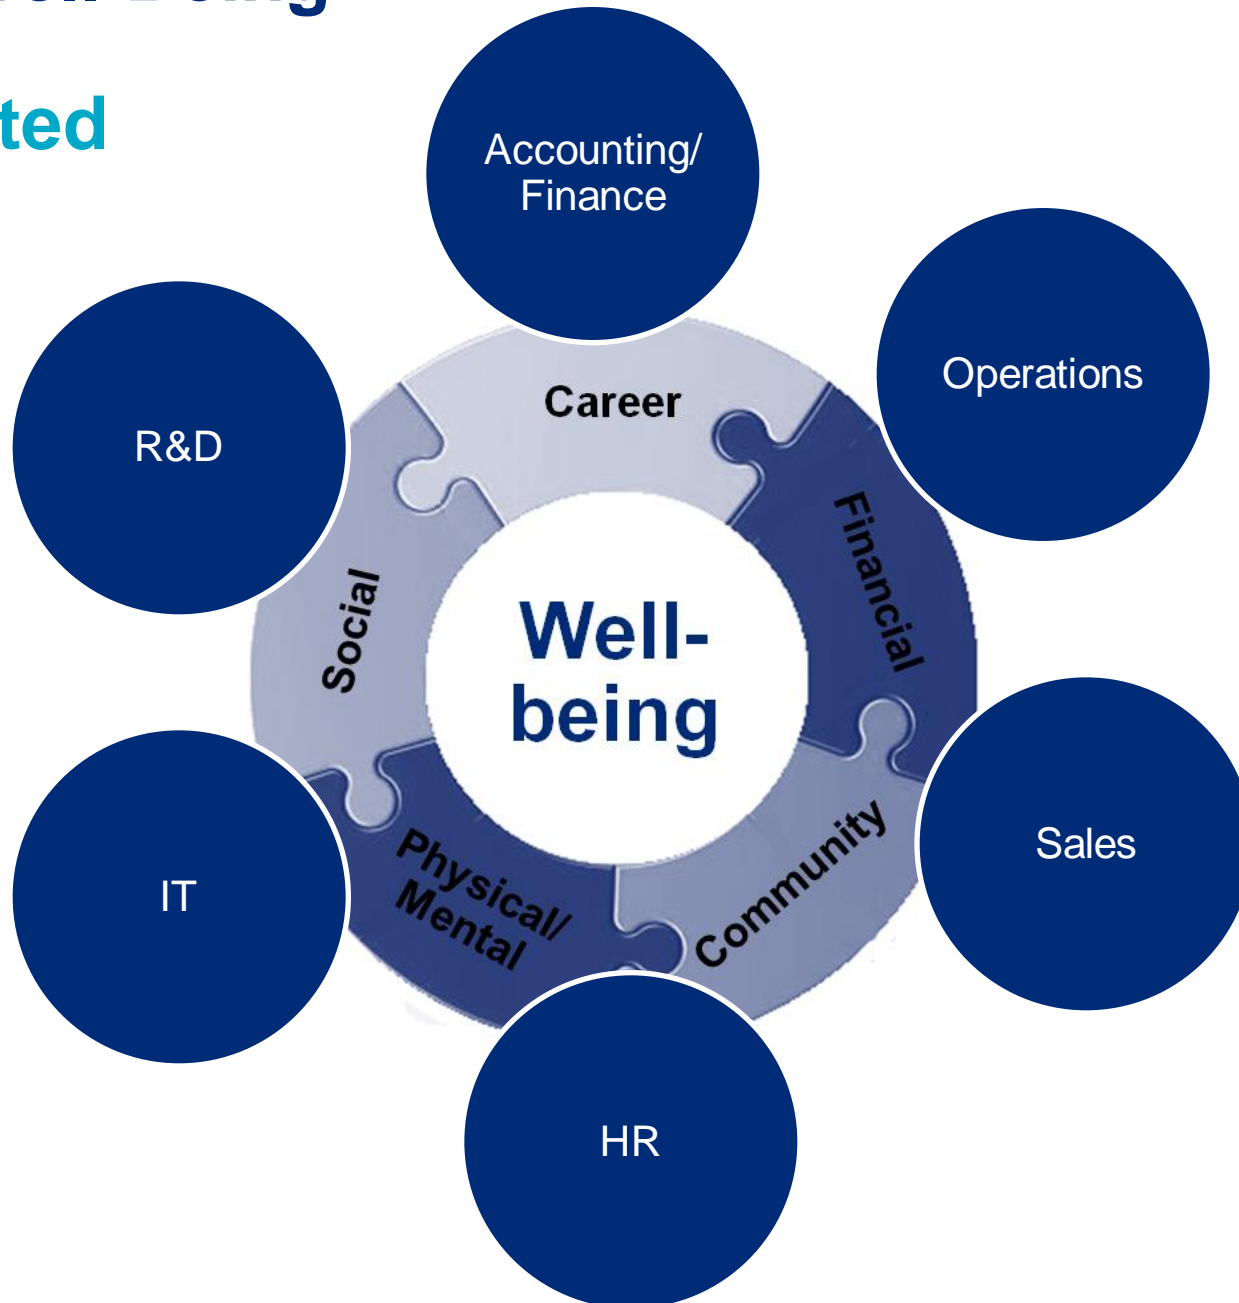 ted
Accounting/
Finance
Operations
R&D
Career
Financial
Social
Well-
being
Sales
Community
Physical/
Mental
IT
HR